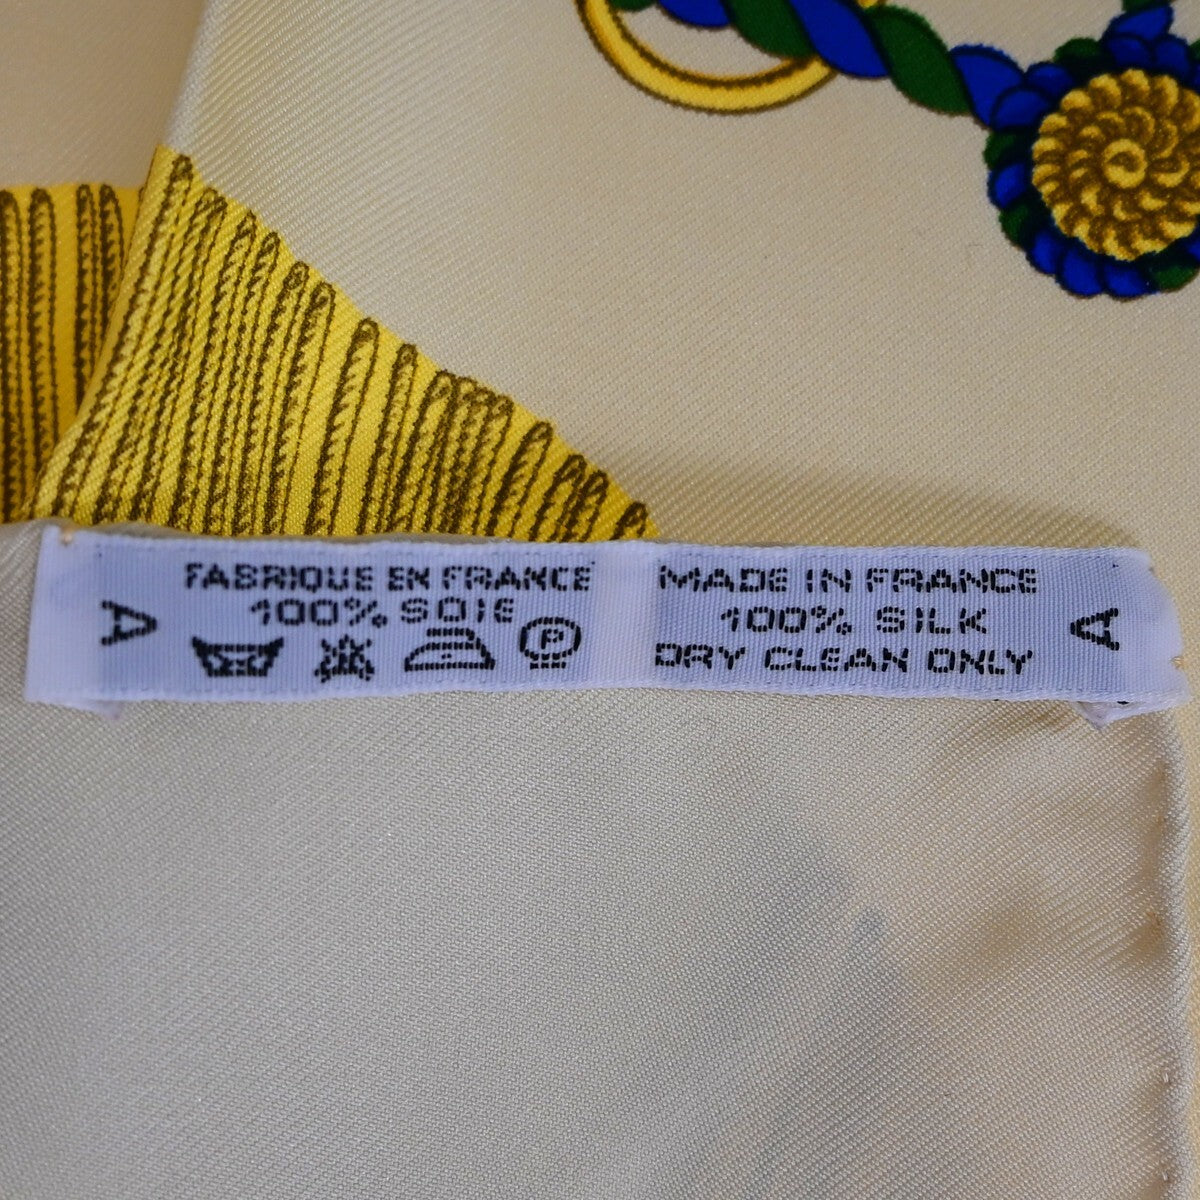 FABRIQUE EN FRANCE
100% SOIE
P
MADE IN FRANCE
100% SILK
DRY CLEAN ONLY
A
A